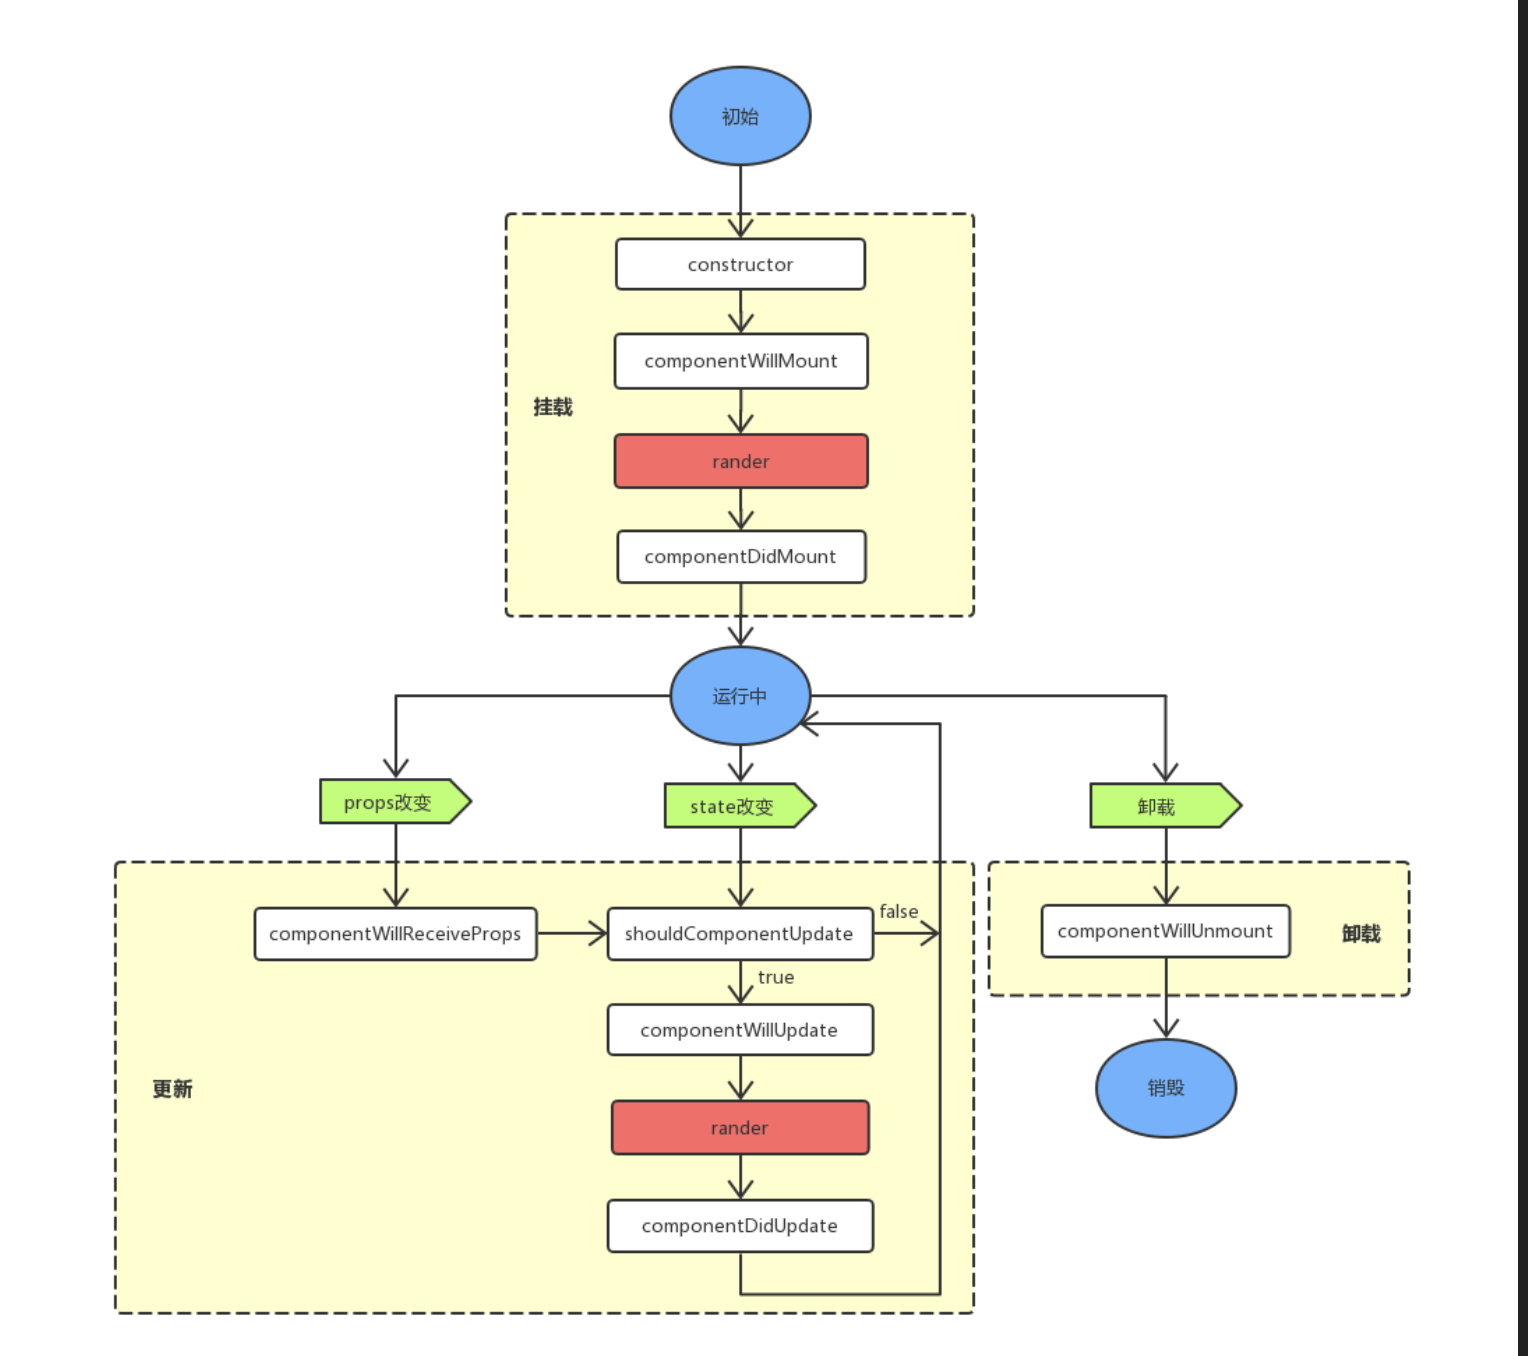 初始
constructor
componentWillMount
挂载
rander
componentDidMount
运行中
props改变
state改变
卸载
componentWillReceiveProps
shouldComponentUpdate
false
componentWillUnmount
卸载
true
componentWillUpdate
更新
rander
销毁
componentDidUpdate